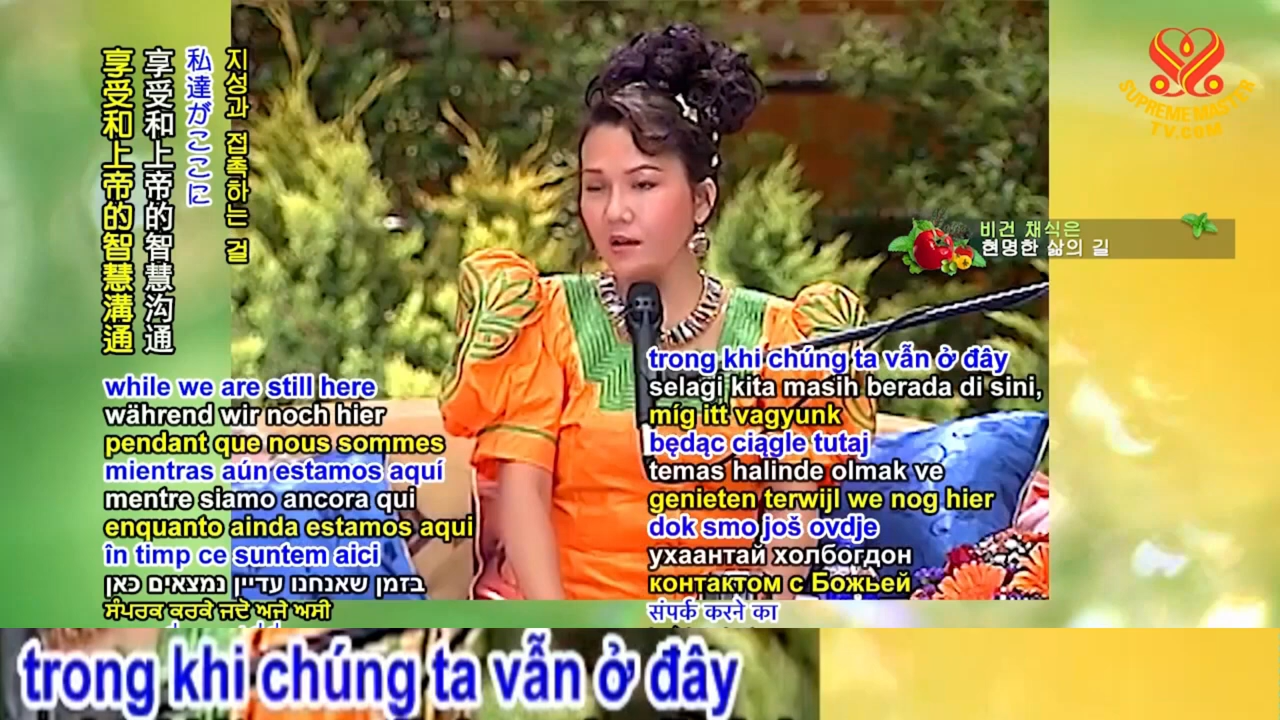 지성과 접촉하는 걸
私達がここに
享受和上帝的智慧沟通
享受和上帝的智慧溝通
SUPREME MASTER
TV.COM
비건 채식은
현명한 삶의 길
while we are still here
während wir noch hier
pendant que nous sommes
mientras aún estamos aquí
mentre siamo ancora qui
enquanto ainda estamos aqui
în timp ce suntem aici
בזמן שאנחנו עדיין נמצאים כאן
ਸੰਪਰਕ ਕਰਕੇ ਜਦੋ ਅਜੇ ਅਸੀ
trong khi chúng ta vẫn ở đây
selagi kita masih berada di sini,
míg itt vagyunk
będąc ciągle tutaj
temas halinde olmak ve
genieten terwijl we nog hier
dok smo još ovdje
ухаантай холбогдон
контактом с Божьей
संपर्क करने का
trong khi chúng ta vẫn ở đây